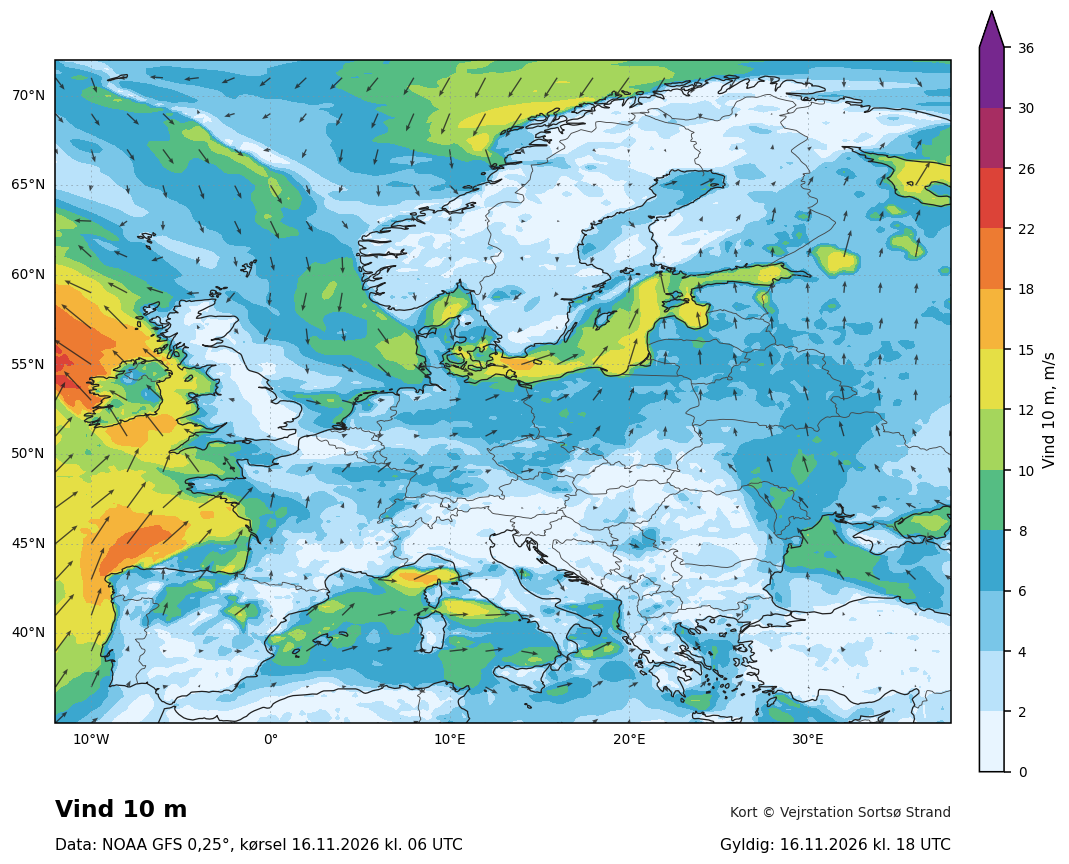 36
30
26
22
18
15
12
10
8
6
4
2
0
Vind 10 m, m/s
70°N
65°N
60°N
55°N
50°N
45°N
40°N
10°W
0°
10°E
20°E
30°E
Vind 10 m
Kort © Vejrstation Sortsø Strand
Data: NOAA GFS 0,25°, kørsel 16.11.2026 kl. 06 UTC
Gyldig: 16.11.2026 kl. 18 UTC